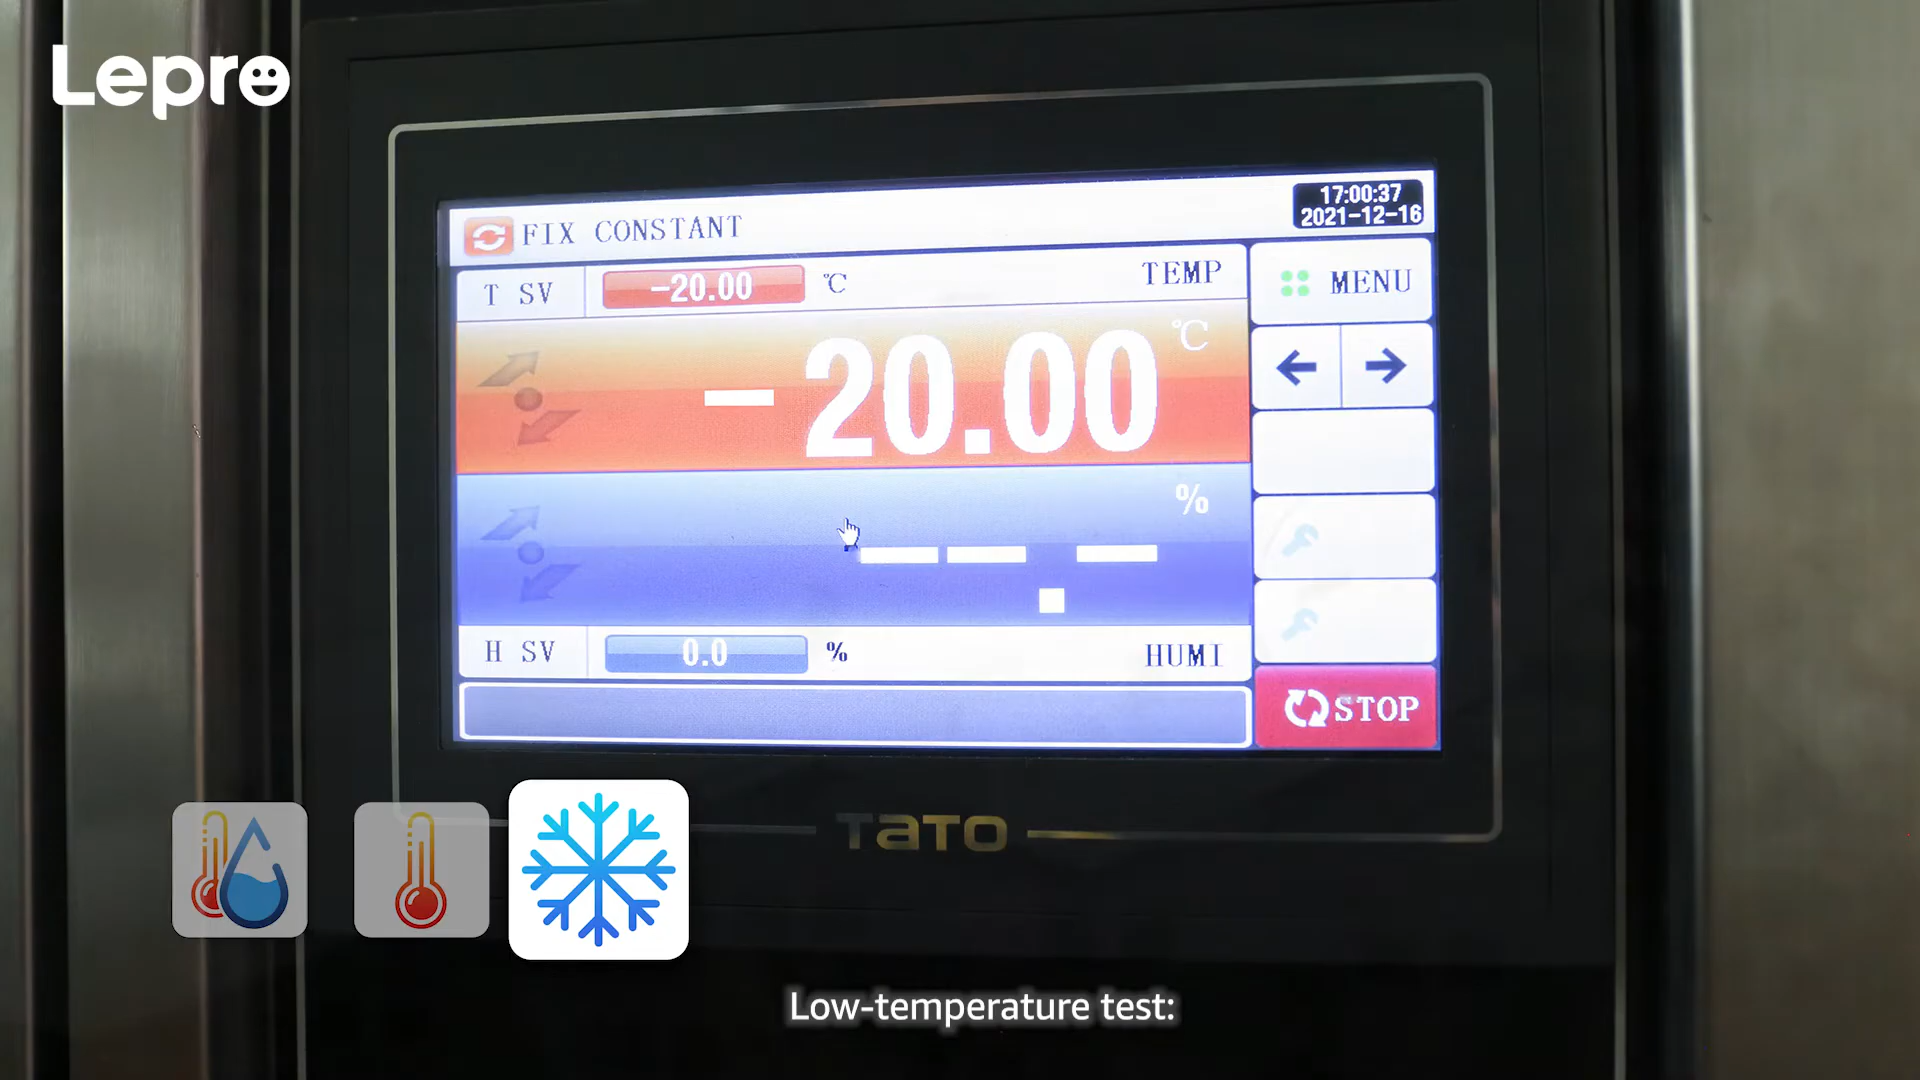 Lepro
17:00:37
2021-12-16
FIX CONSTANT
T SV
-20.00
℃
TEMP
MENU
-20.00
℃
%
-- -- . --
H SV
0.0
%
HUMI
STOP
TaTO
Low-temperature test: